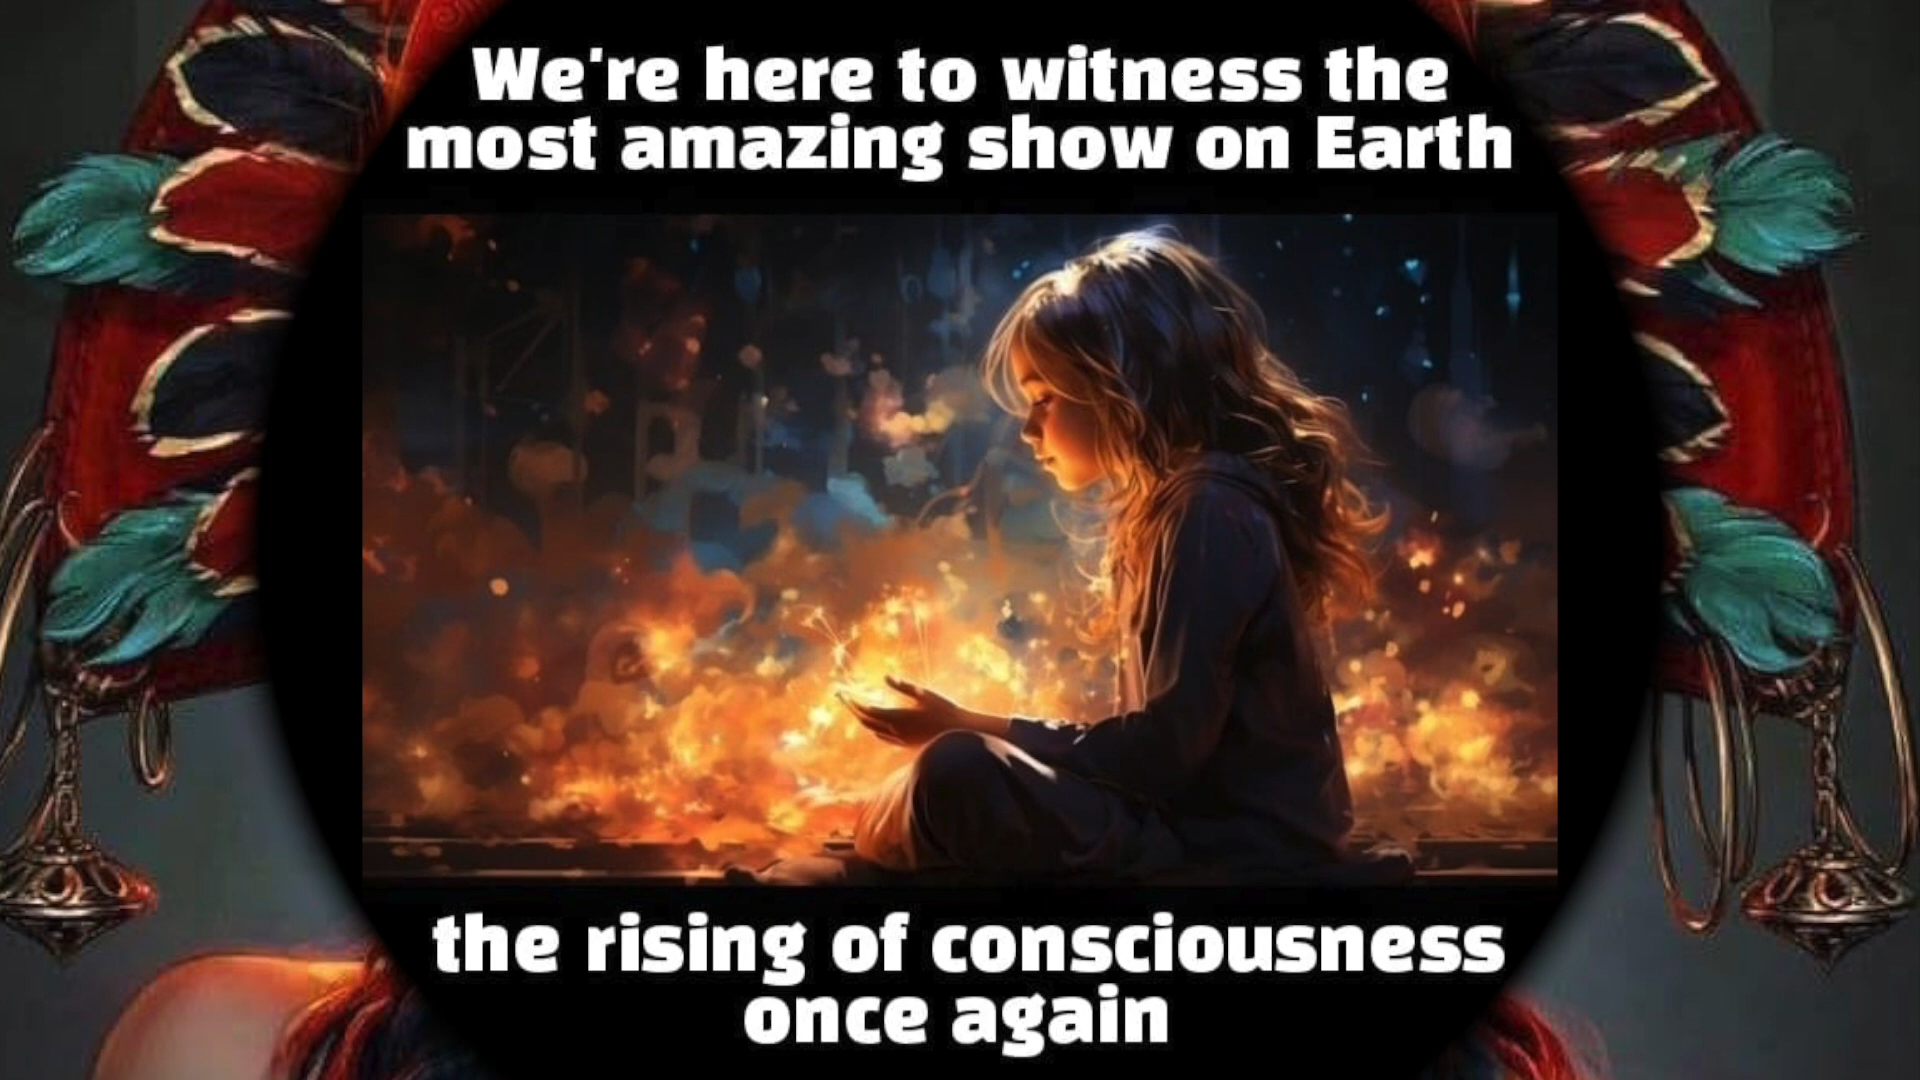 We're here to witness the
most amazing show on Earth
the rising of consciousness
once again